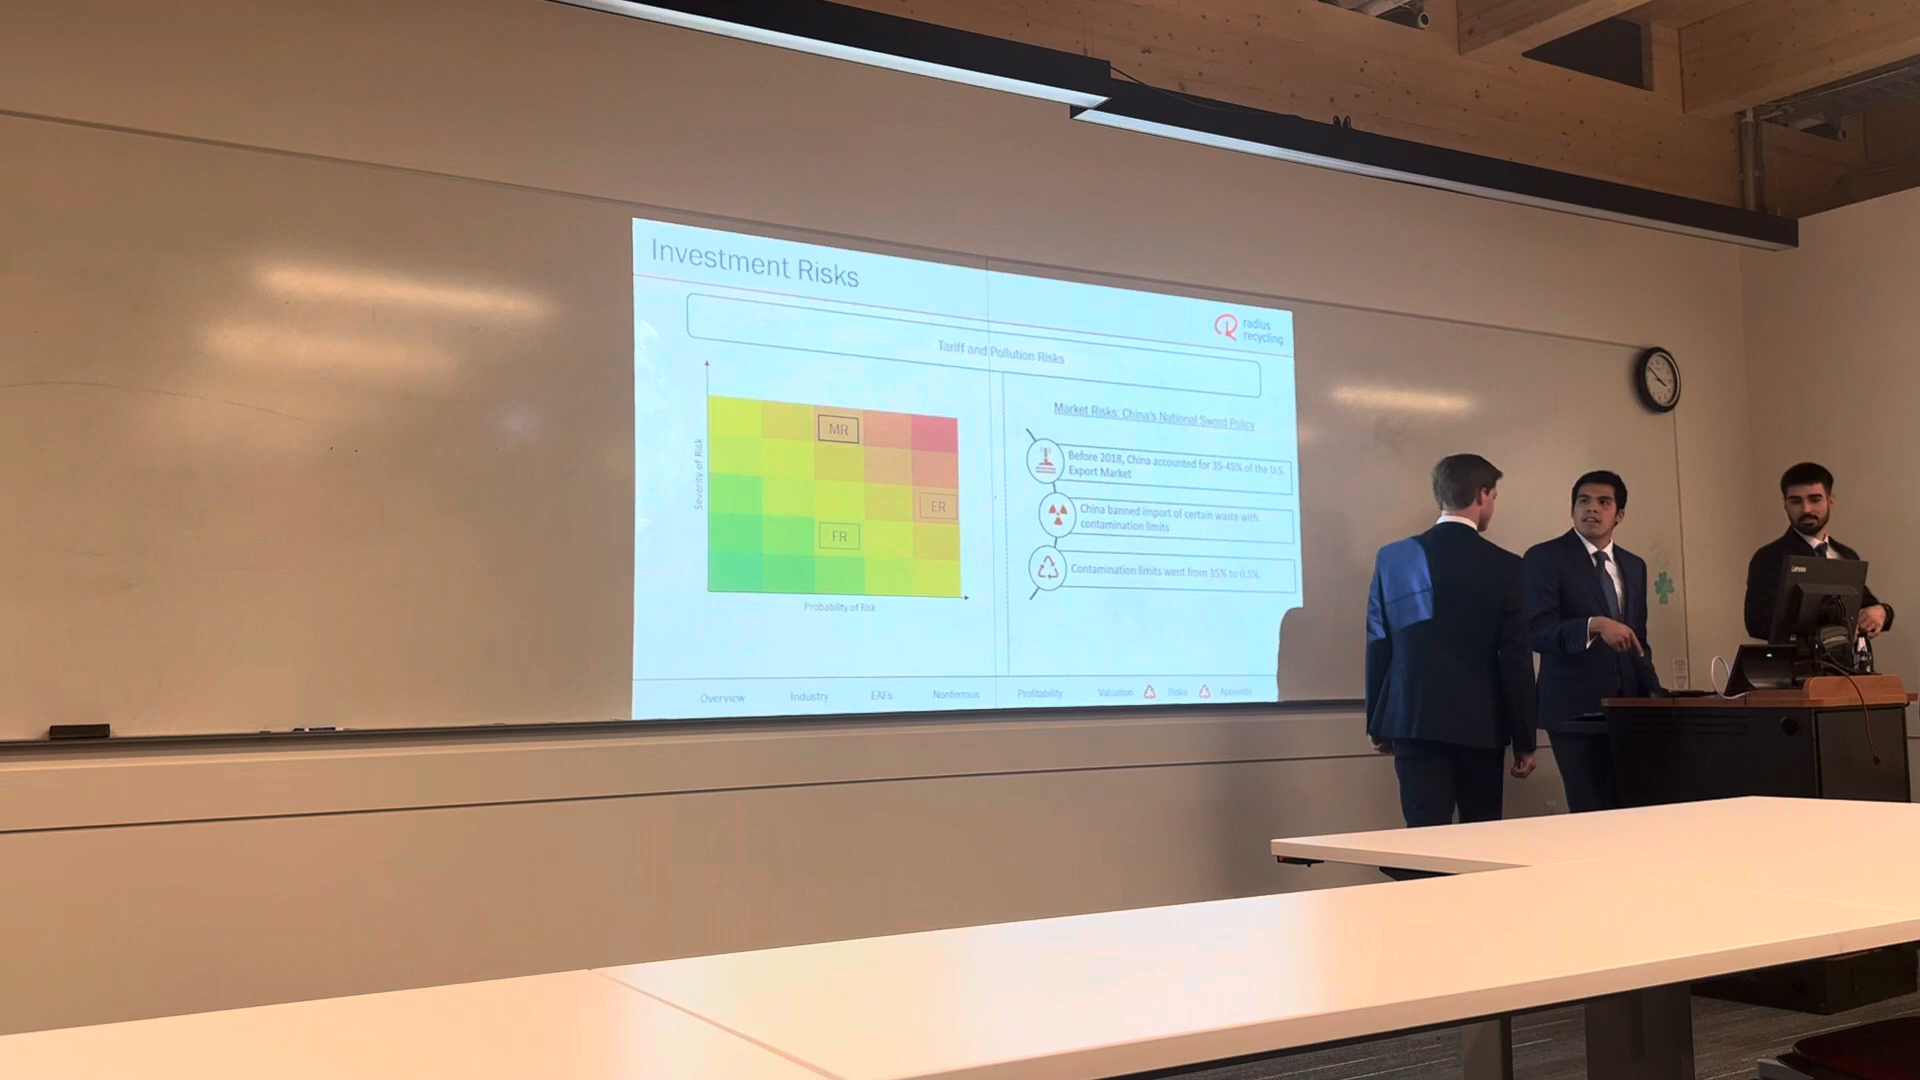 Investment Risks
radius
recycling
Tariff and Pollution Risks
Severity of Risk
MR
ER
FR
Probability of Risk
Market Risks: China's National Sword Policy
Before 2018, China accounted for 35-45% of the U.S.
Export Market
China banned import of certain waste with
contamination limits
Contamination limits went from 35% to 0.5%.
Overview Industry EAFs Nonferrous Profitability Valuation Risks Appendix
Lenovo